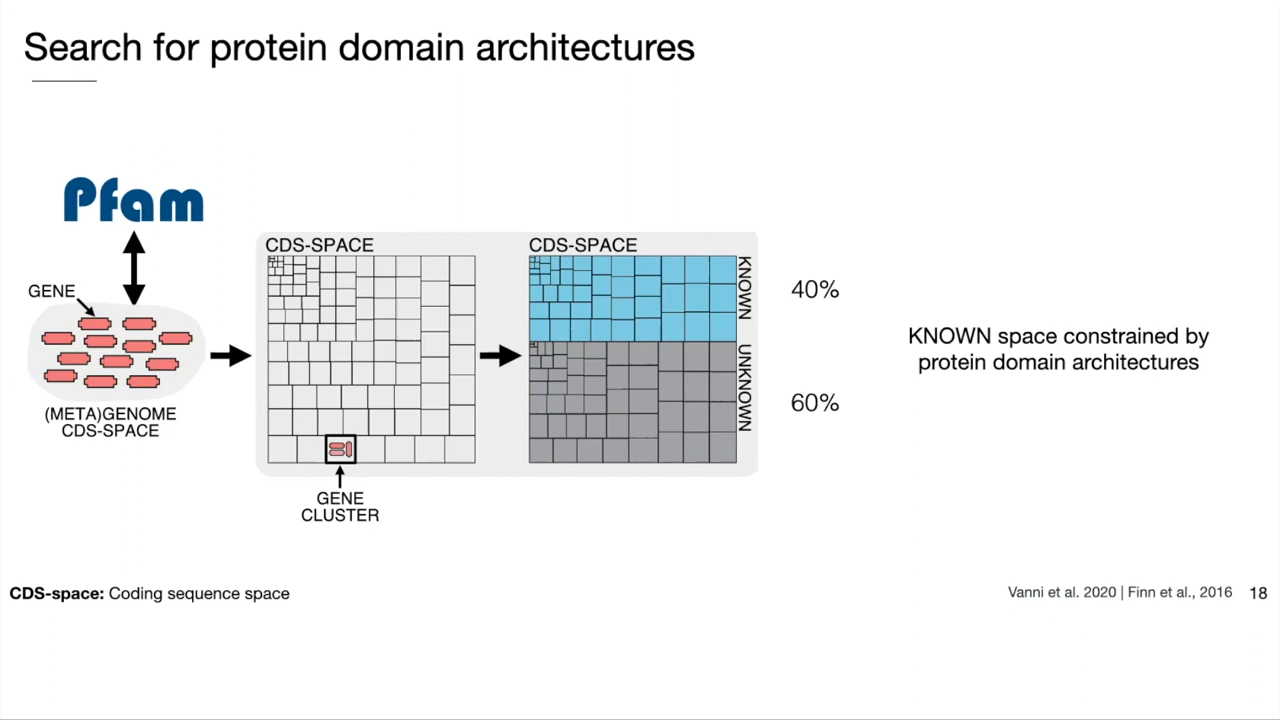 Search for protein domain architectures
Pfam
GENE
(META)GENOME
CDS-SPACE
CDS-SPACE
GENE
CLUSTER
CDS-SPACE
KNOWN
UNKNOWN
40%
60%
KNOWN space constrained by
protein domain architectures
CDS-space: Coding sequence space
Vanni et al. 2020 | Finn et al., 2016 18